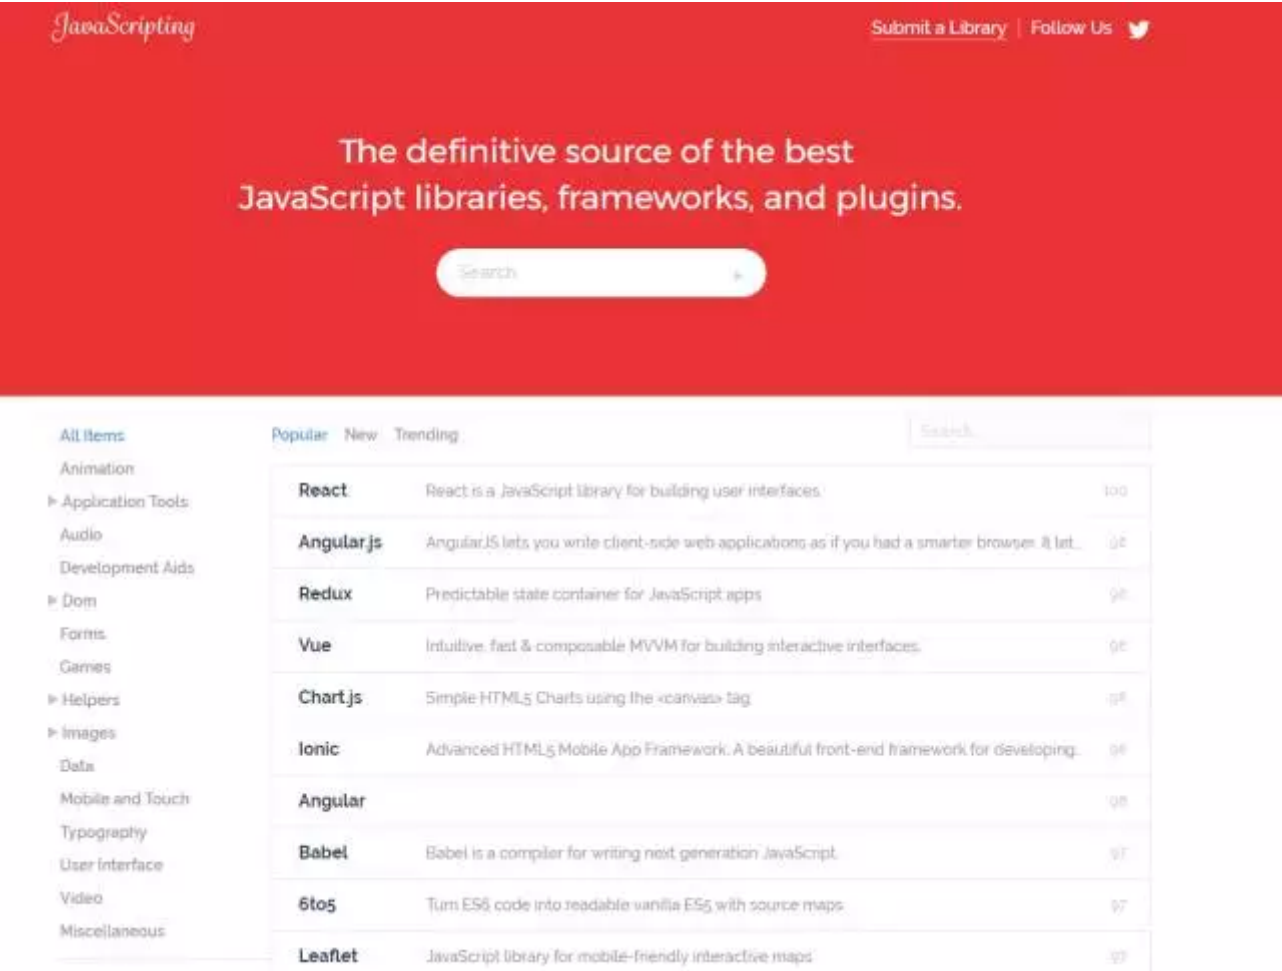 JavaScripting
Submit a Library | Follow Us
The definitive source of the best
JavaScript libraries, frameworks, and plugins.
Search
All Items
Animation
Application Tools
Audio
Development Aids
Dom
Forms
Games
Helpers
Images
Data
Mobile and Touch
Typography
User Interface
Video
Miscellaneous
Popular New Trending
Search
React React is a JavaScript library for building user interfaces. 100
Angular.js AngularJS lets you write client-side web applications as if you had a smarter browser. It let...
Redux Predictable state container for JavaScript apps
Vue Intuitive, fast & composable MVVM for building interactive interfaces.
Chart.js Simple HTML5 Charts using the <canvas> tag
Ionic Advanced HTML5 Mobile App Framework. A beautiful front-end framework for developing...
Angular
Babel Babel is a compiler for writing next generation JavaScript. 97
6to5 Turn ES6 code into readable vanilla ES5 with source maps 97
Leaflet JavaScript library for mobile-friendly interactive maps 97